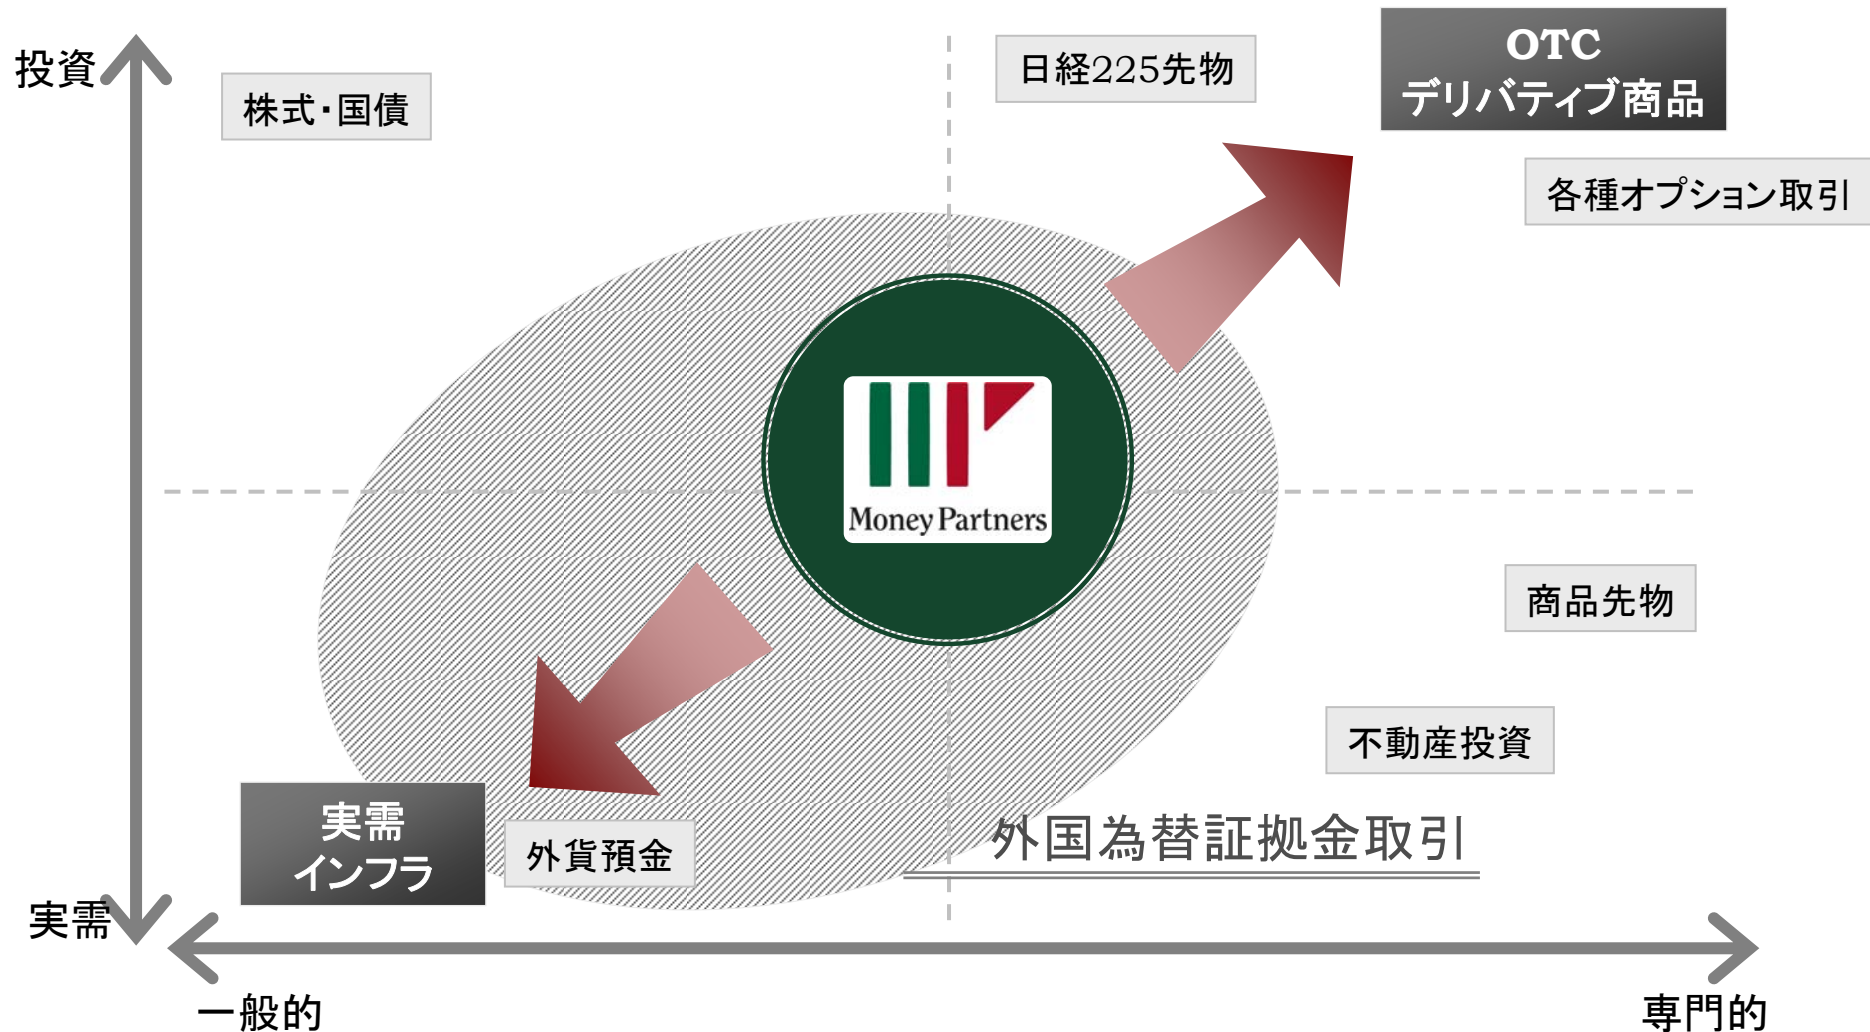 投資
株式・国債
日経225先物
OTC
デリバティブ商品
各種オプション取引
Money Partners
商品先物
不動産投資
外国為替証拠金取引
実需
インフラ
外貨預金
実需
一般的
専門的